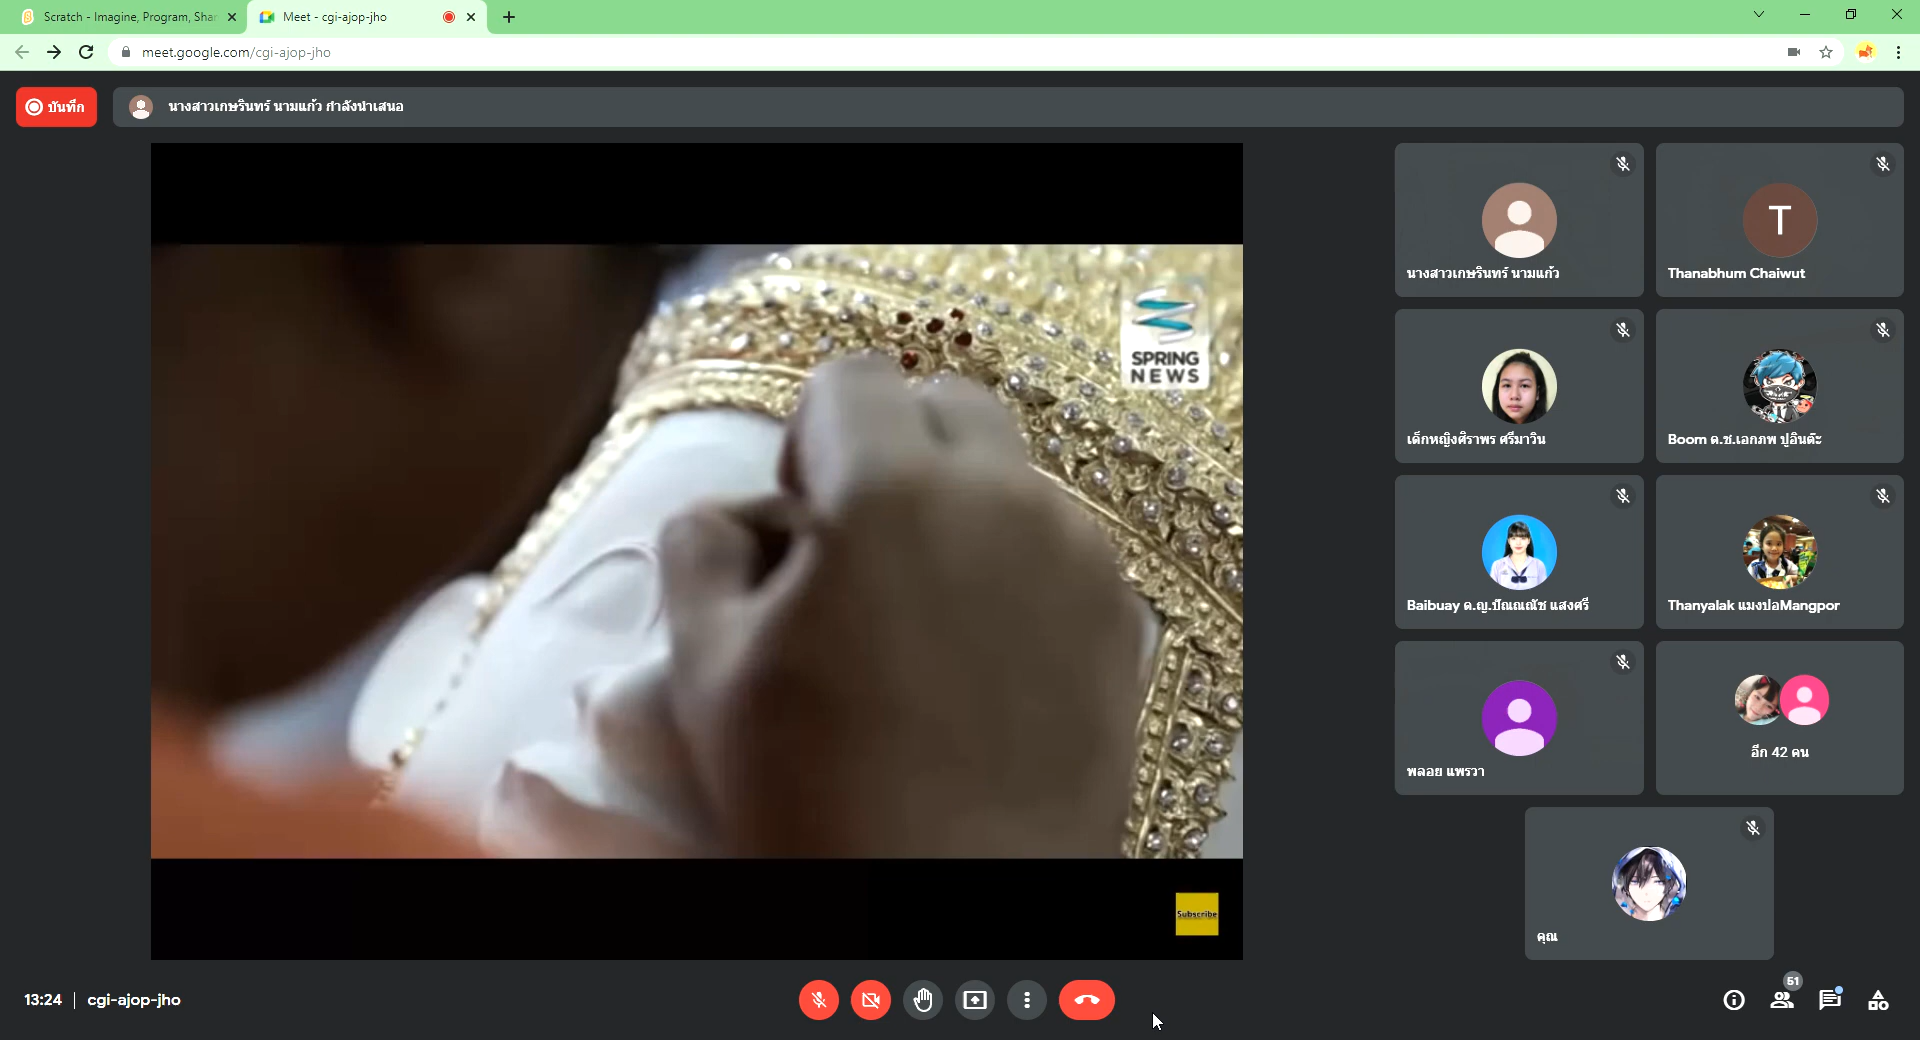 Scratch - Imagine, Program, Shar
Meet - cgi-ajop-jho
meet.google.com/cgi-ajop-jho
บันทึก
นางสาวเกษรินทร์ นามแก้ว กำลังนำเสนอ
SPRING
NEWS
Subscribe
นางสาวเกษรินทร์ นามแก้ว
T
Thanabhum Chaiwut
เด็กหญิงศิราพร ศรีมาวิน
Boom ด.ช.เอกภพ ปูอินต๊ะ
Baibuay ด.ญ.ปัณณณัช แสงศรี
Thanyalak แมงปอMangpor
พลอย แพรวา
อีก 42 คน
คุณ
13:24 | cgi-ajop-jho
51